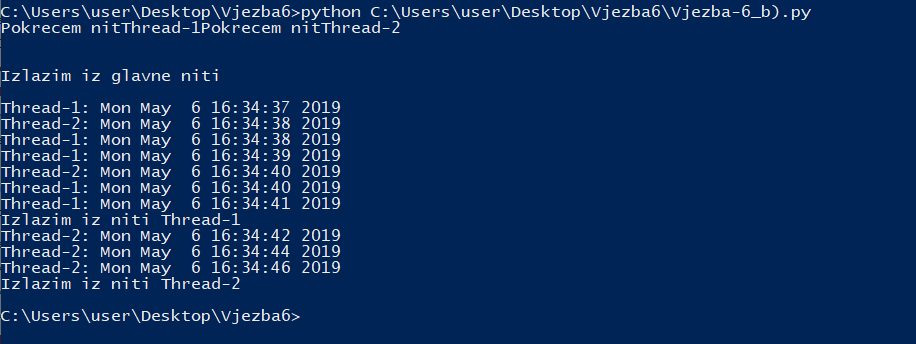 C:\Users\user\Desktop\Vjezba6>python C:\Users\user\Desktop\Vjezba6\Vjezba-6_b).py
Pokrecem nitThread-1Pokrecem nitThread-2
Izlazim iz glavne niti
Thread-1: Mon May  6 16:34:37 2019
Thread-2: Mon May  6 16:34:38 2019
Thread-1: Mon May  6 16:34:38 2019
Thread-1: Mon May  6 16:34:39 2019
Thread-2: Mon May  6 16:34:40 2019
Thread-1: Mon May  6 16:34:40 2019
Thread-1: Mon May  6 16:34:41 2019
Izlazim iz niti Thread-1
Thread-2: Mon May  6 16:34:42 2019
Thread-2: Mon May  6 16:34:44 2019
Thread-2: Mon May  6 16:34:46 2019
Izlazim iz niti Thread-2
C:\Users\user\Desktop\Vjezba6>